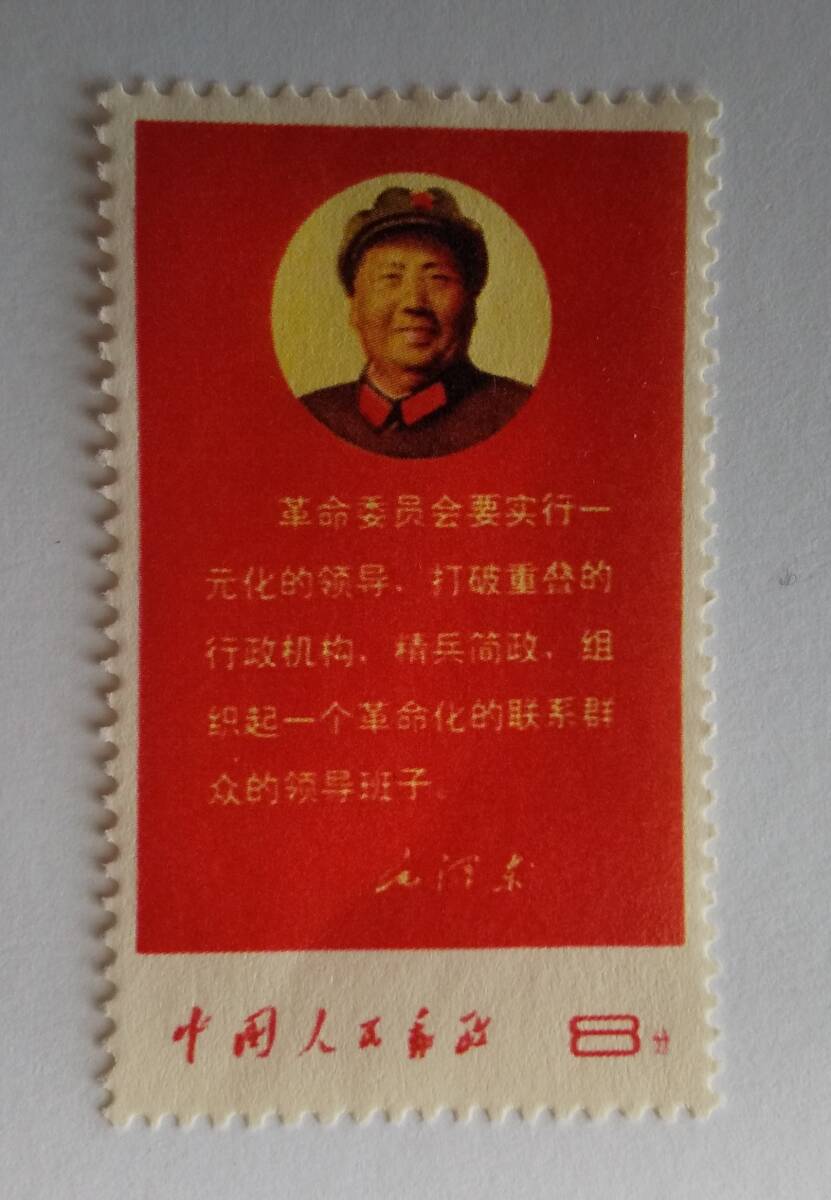 革命委员会要实行一
元化的领导、打破重叠的
行政机构、精兵简政、组
织起一个革命化的联系群
众的领导班子。
毛泽东
中国人民邮政 8分